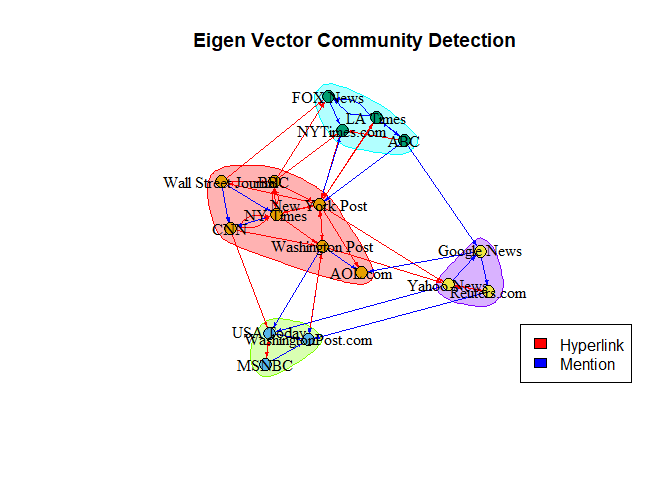 Eigen Vector Community Detection
FOX News
LA Times
NYTimes.com
ABC
Wall Street Journal
BBC
New York Post
NY Times
CNN
Washington Post
Google News
AOL.com
Yahoo News
Reuters.com
USA Today
WashingtonPost.com
MSNBC
Hyperlink
Mention